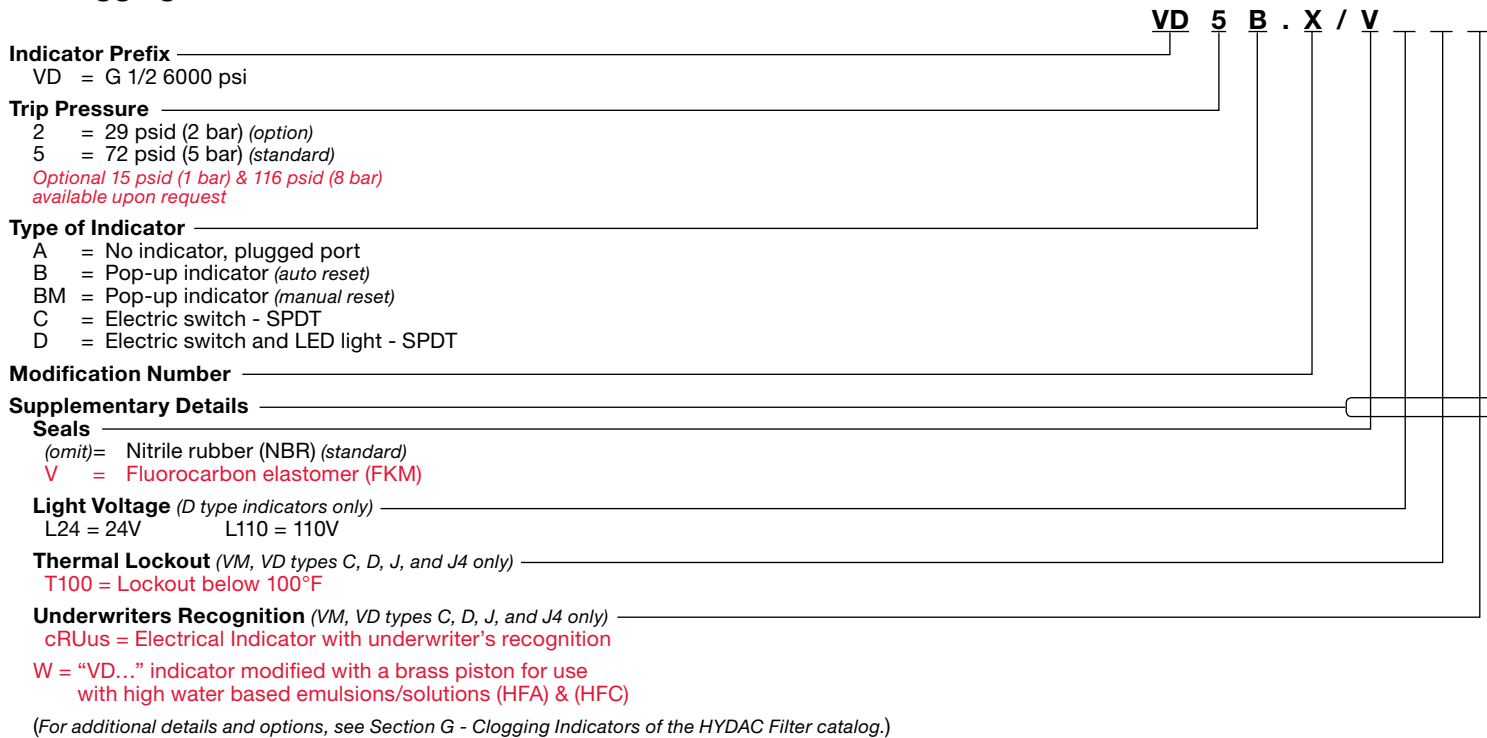 VD 5 B . X / V
Indicator Prefix
VD = G 1/2 6000 psi
Trip Pressure
2 = 29 psid (2 bar) (option)
5 = 72 psid (5 bar) (standard)
Optional 15 psid (1 bar) & 116 psid (8 bar)
available upon request
Type of Indicator
A = No indicator, plugged port
B = Pop-up indicator (auto reset)
BM = Pop-up indicator (manual reset)
C = Electric switch - SPDT
D = Electric switch and LED light - SPDT
Modification Number
Supplementary Details
Seals
(omit)= Nitrile rubber (NBR) (standard)
V = Fluorocarbon elastomer (FKM)
Light Voltage (D type indicators only)
L24 = 24V L110 = 110V
Thermal Lockout (VM, VD types C, D, J, and J4 only)
T100 = Lockout below 100°F
Underwriters Recognition (VM, VD types C, D, J, and J4 only)
cRUus = Electrical Indicator with underwriter's recognition
W = “VD…” indicator modified with a brass piston for use
with high water based emulsions/solutions (HFA) & (HFC)
(For additional details and options, see Section G - Clogging Indicators of the HYDAC Filter catalog.)